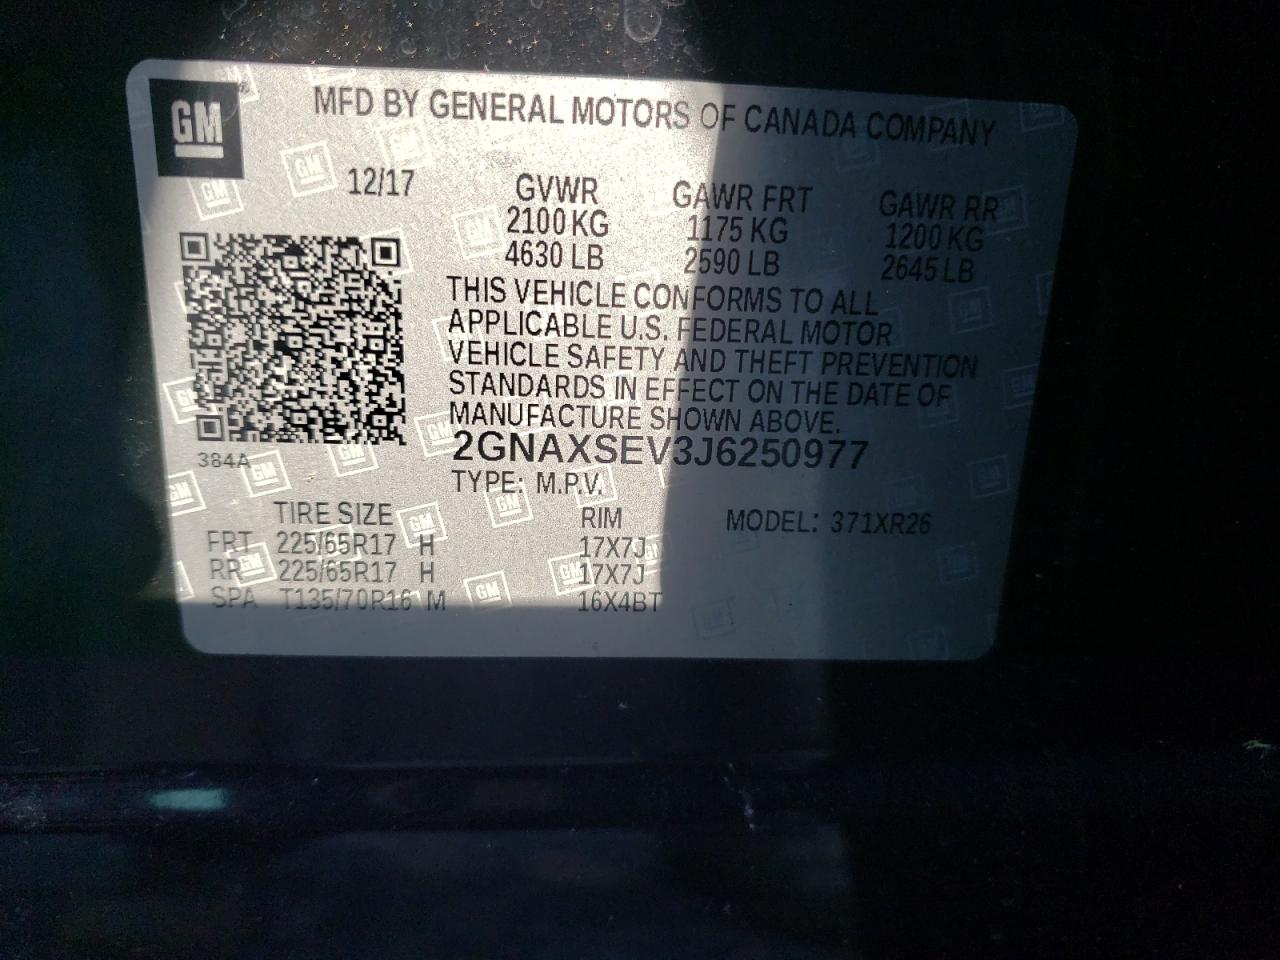 GM
MFD BY GENERAL MOTORS OF CANADA COMPANY
12/17
GVWR GAWR FRT GAWR RR
2100 KG 1175 KG 1200 KG
4630 LB 2590 LB 2645 LB
THIS VEHICLE CONFORMS TO ALL
APPLICABLE U.S. FEDERAL MOTOR
VEHICLE SAFETY AND THEFT PREVENTION
STANDARDS IN EFFECT ON THE DATE OF
MANUFACTURE SHOWN ABOVE.
2GNAXSEV3J6250977
384A
TYPE: M.P.V.
TIRE SIZE RIM MODEL: 371XR26
FRT 225/65R17 H 17X7J
RR 225/65R17 H 17X7J
SPA T135/70R16 M 16X4BT